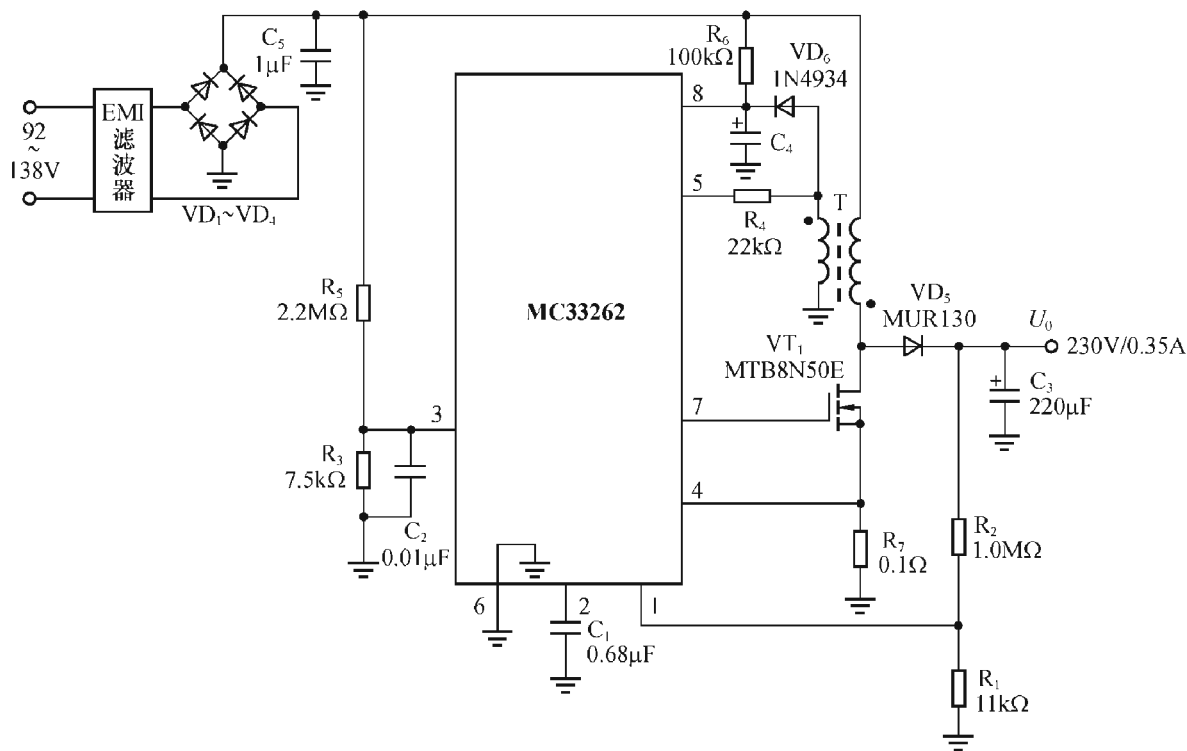 92
~
138V
EMI
滤
波
器
VD₁~VD₄
C₅
1μF
R₅
2.2MΩ
R₃
7.5kΩ
C₂
0.01μF
3
MC33262
8
5
7
4
6
2
1
C₁
0.68μF
R₆
100kΩ
VD₆
1N4934
+
C₄
R₄
22kΩ
T
VD₅
MUR130
U₀
230V/0.35A
VT₁
MTB8N50E
+
C₃
220μF
R₇
0.1Ω
R₂
1.0MΩ
R₁
11kΩ